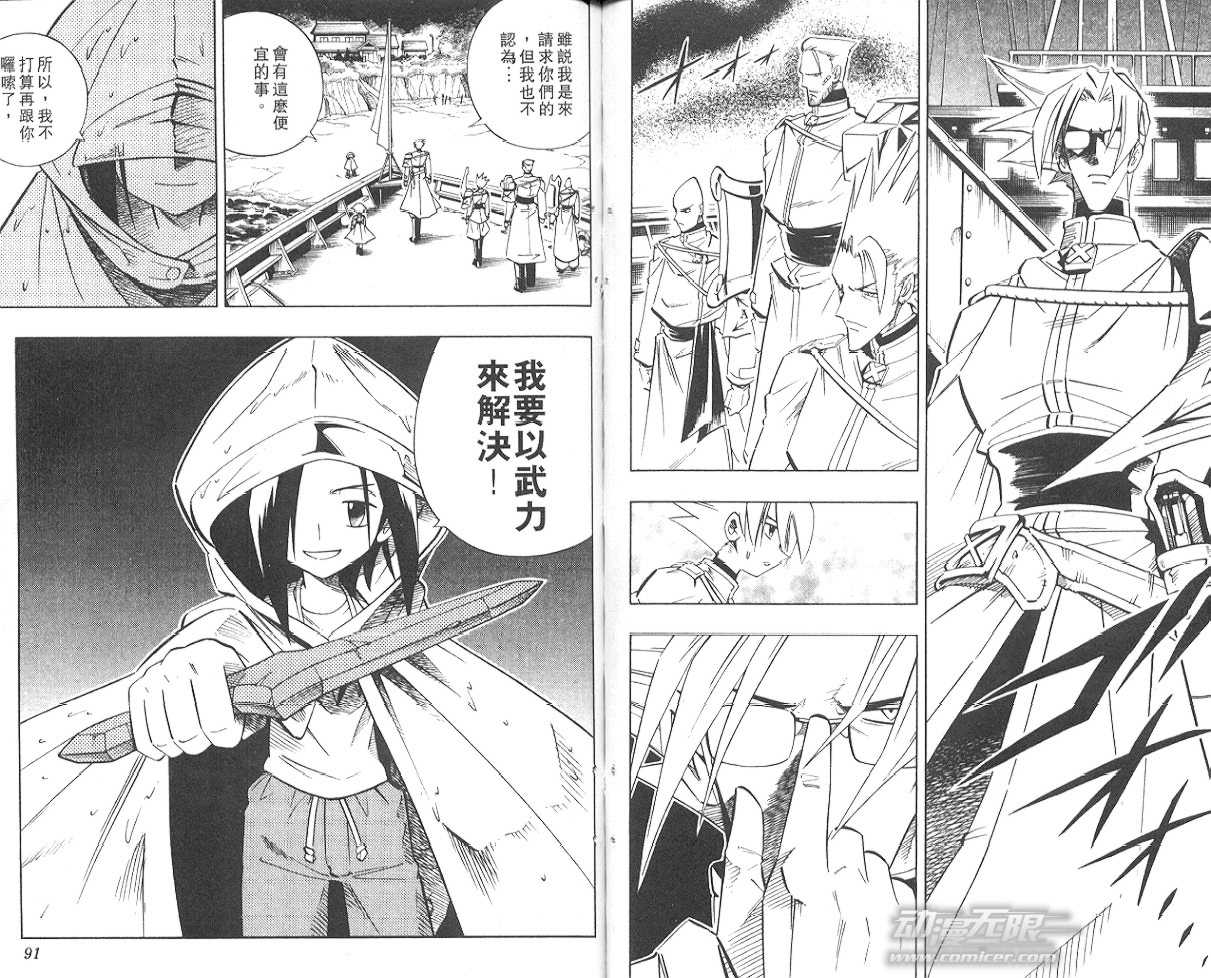 雖説我是來
請求你們的
，但我也不
認為…
會有這麼便
宜的事。
所以，我不
打算再跟你
囉嗦了，
我要以武力
來解決！
91
动漫无限
www.comicer.com